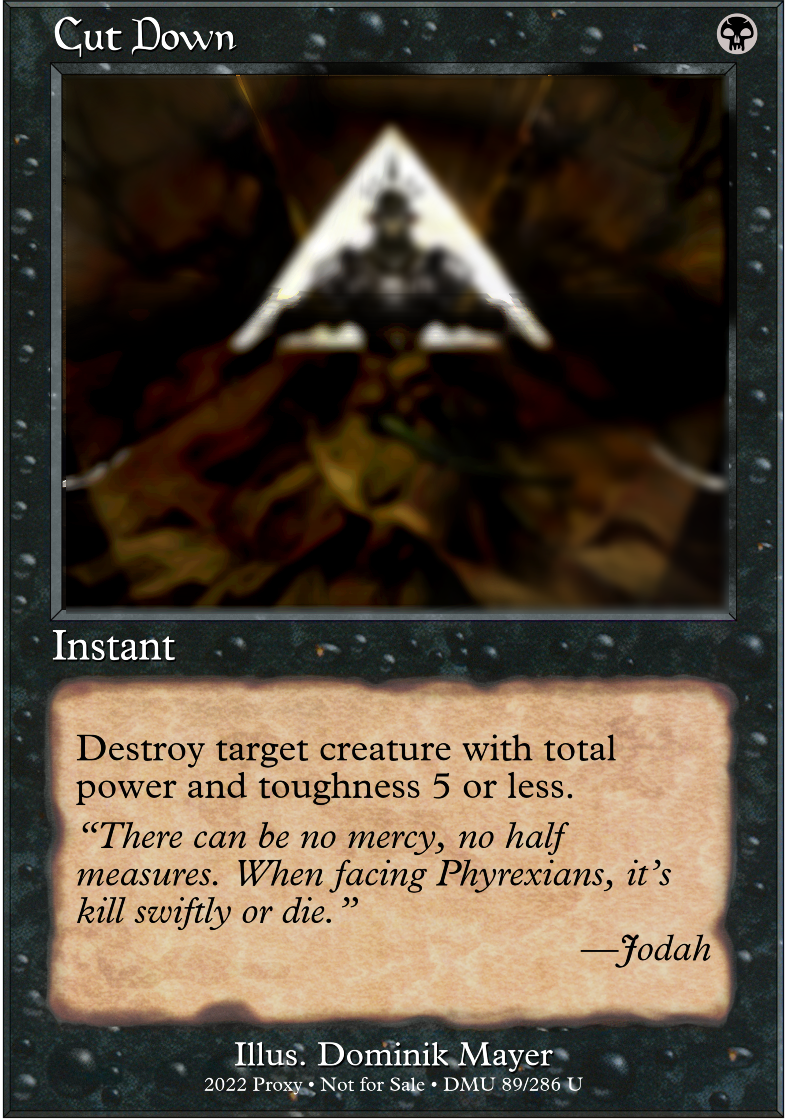 Cut Down
Instant
Destroy target creature with total
power and toughness 5 or less.
“There can be no mercy, no half
measures. When facing Phyrexians, it’s
kill swiftly or die.”
—Jodah
Illus. Dominik Mayer
2022 Proxy • Not for Sale • DMU 89/286 U